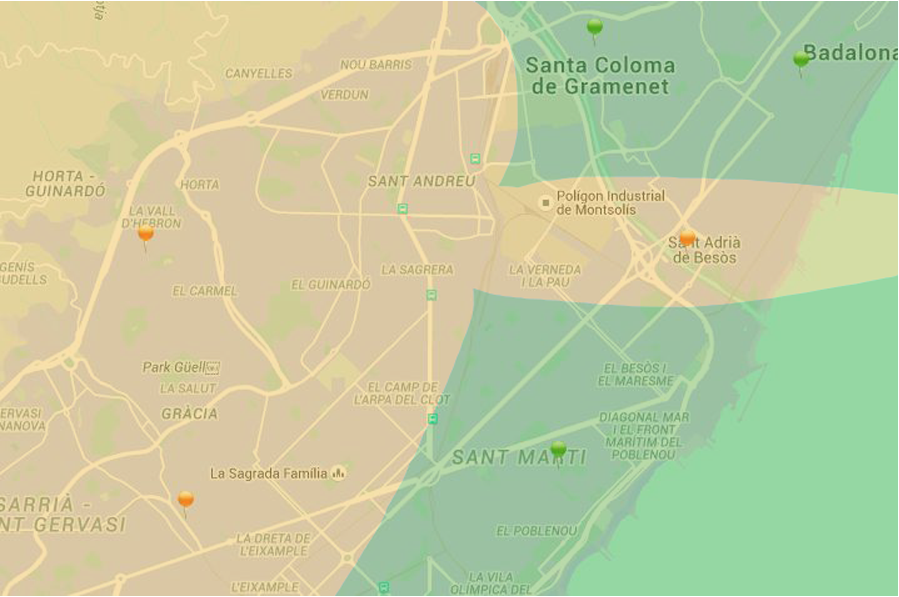 otja
Badalona
Santa Coloma
de Gramenet
NOU BARRIS
CANYELLES
VERDUN
HORTA -
GUINARDÓ
HORTA
SANT ANDREU
Polígon Industrial
de Montsolís
LA VALL
D'HEBRON
Sant Adrià
de Besòs
GENÍS
UDELLS
LA SAGRERA
LA VERNEDA
I LA PAU
EL CARMEL
EL GUINARDÓ
Park Güell
LA SALUT
EL BESÒS I
EL MARESME
EL CAMP DE
L'ARPA DEL CLOT
GRÀCIA
ERVASI
NANOVA
DIAGONAL MAR
I EL FRONT
MARÍTIM DEL
POBLENOU
SANT MARTÍ
La Sagrada Família
SARRIÀ -
NT GERVASI
EL POBLENOU
LA DRETA DE
L'EIXAMPLE
L'EIXAMPLE
LA VILA
OLÍMPICA DEL